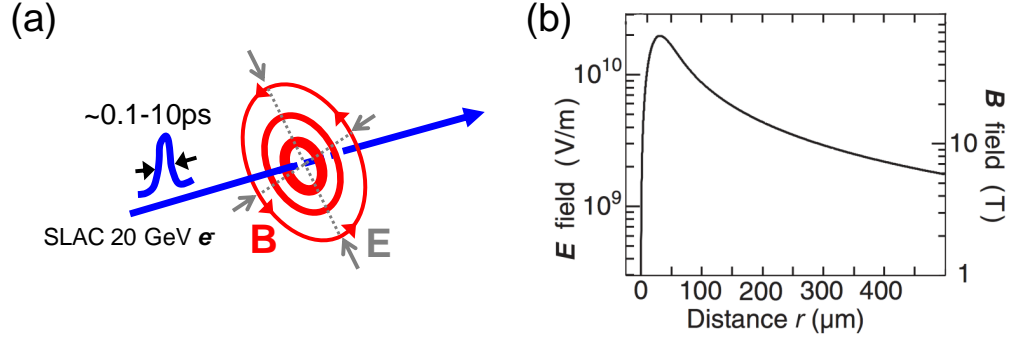 (a)
~0.1-10ps
SLAC 20 GeV e-
B
E
(b)
E field (V/m)
10^10
10^9
B field (T)
10
1
0 100 200 300 400
Distance r (µm)